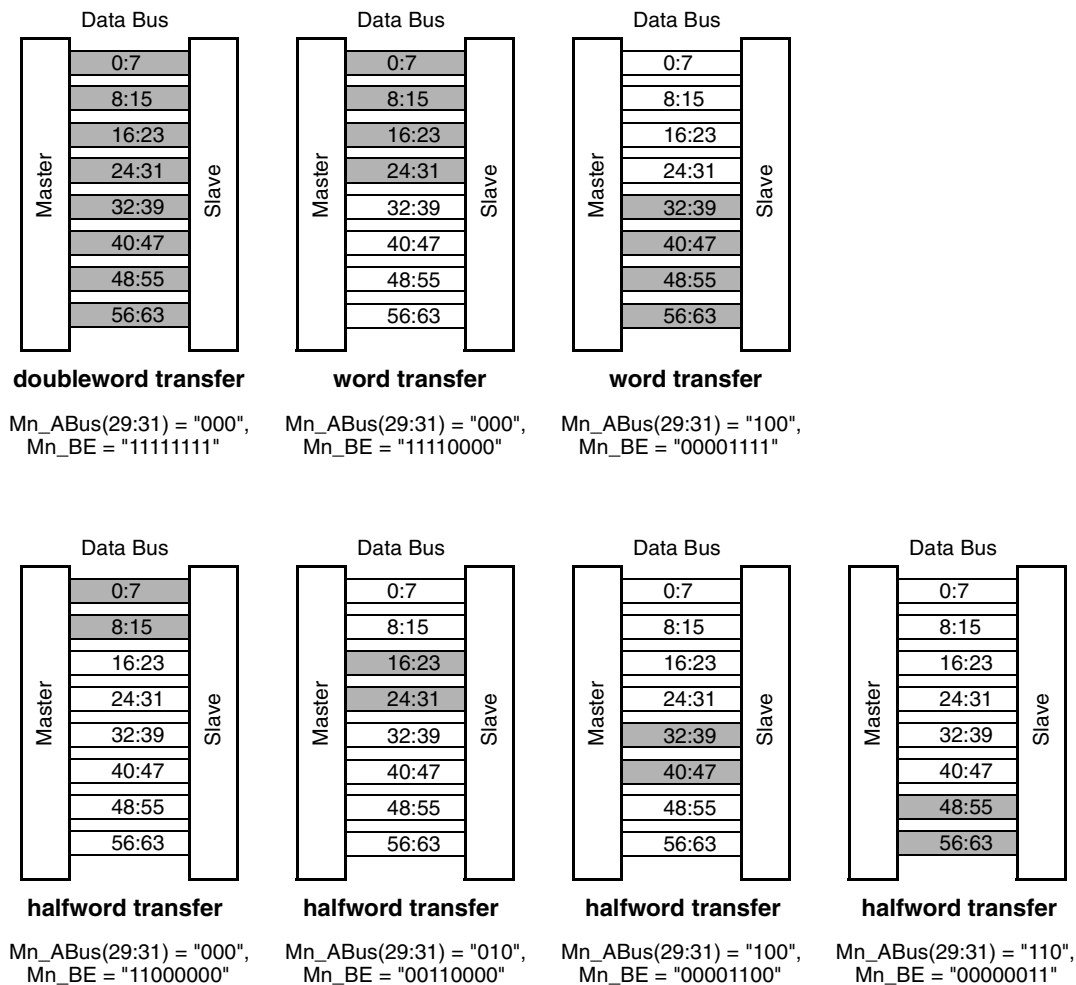 Data Bus
Master
0:7
8:15
16:23
24:31
32:39
40:47
48:55
56:63
Slave
doubleword transfer
Mn_ABus(29:31) = "000",
Mn_BE = "11111111"
Data Bus
Master
0:7
8:15
16:23
24:31
32:39
40:47
48:55
56:63
Slave
word transfer
Mn_ABus(29:31) = "000",
Mn_BE = "11110000"
Data Bus
Master
0:7
8:15
16:23
24:31
32:39
40:47
48:55
56:63
Slave
word transfer
Mn_ABus(29:31) = "100",
Mn_BE = "00001111"
Data Bus
Master
0:7
8:15
16:23
24:31
32:39
40:47
48:55
56:63
Slave
halfword transfer
Mn_ABus(29:31) = "000",
Mn_BE = "11000000"
Data Bus
Master
0:7
8:15
16:23
24:31
32:39
40:47
48:55
56:63
Slave
halfword transfer
Mn_ABus(29:31) = "010",
Mn_BE = "00110000"
Data Bus
Master
0:7
8:15
16:23
24:31
32:39
40:47
48:55
56:63
Slave
halfword transfer
Mn_ABus(29:31) = "100",
Mn_BE = "00001100"
Data Bus
Master
0:7
8:15
16:23
24:31
32:39
40:47
48:55
56:63
Slave
halfword transfer
Mn_ABus(29:31) = "110",
Mn_BE = "00000011"